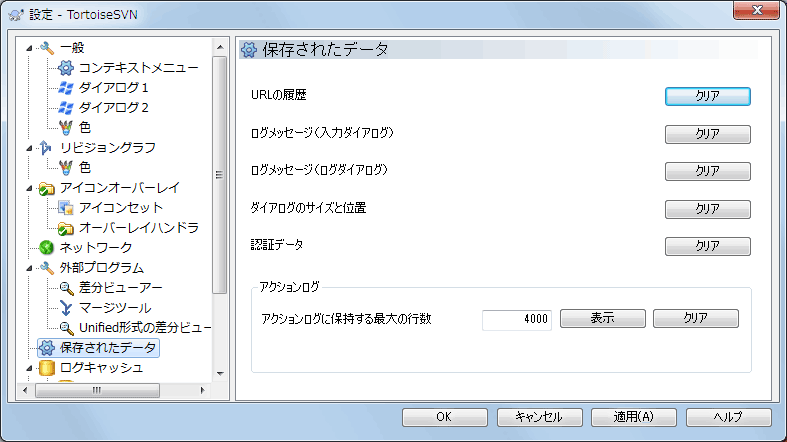 設定 - TortoiseSVN
一般
コンテキストメニュー
ダイアログ1
ダイアログ2
色
リビジョングラフ
色
アイコンオーバーレイ
アイコンセット
オーバーレイハンドラ
ネットワーク
外部プログラム
差分ビューアー
マージツール
Unified形式の差分ビュー
保存されたデータ
ログキャッシュ
保存されたデータ
URLの履歴 クリア
ログメッセージ(入力ダイアログ) クリア
ログメッセージ(ログダイアログ) クリア
ダイアログのサイズと位置 クリア
認証データ クリア
アクションログ
アクションログに保持する最大の行数 4000 表示 クリア
OK キャンセル 適用(A) ヘルプ